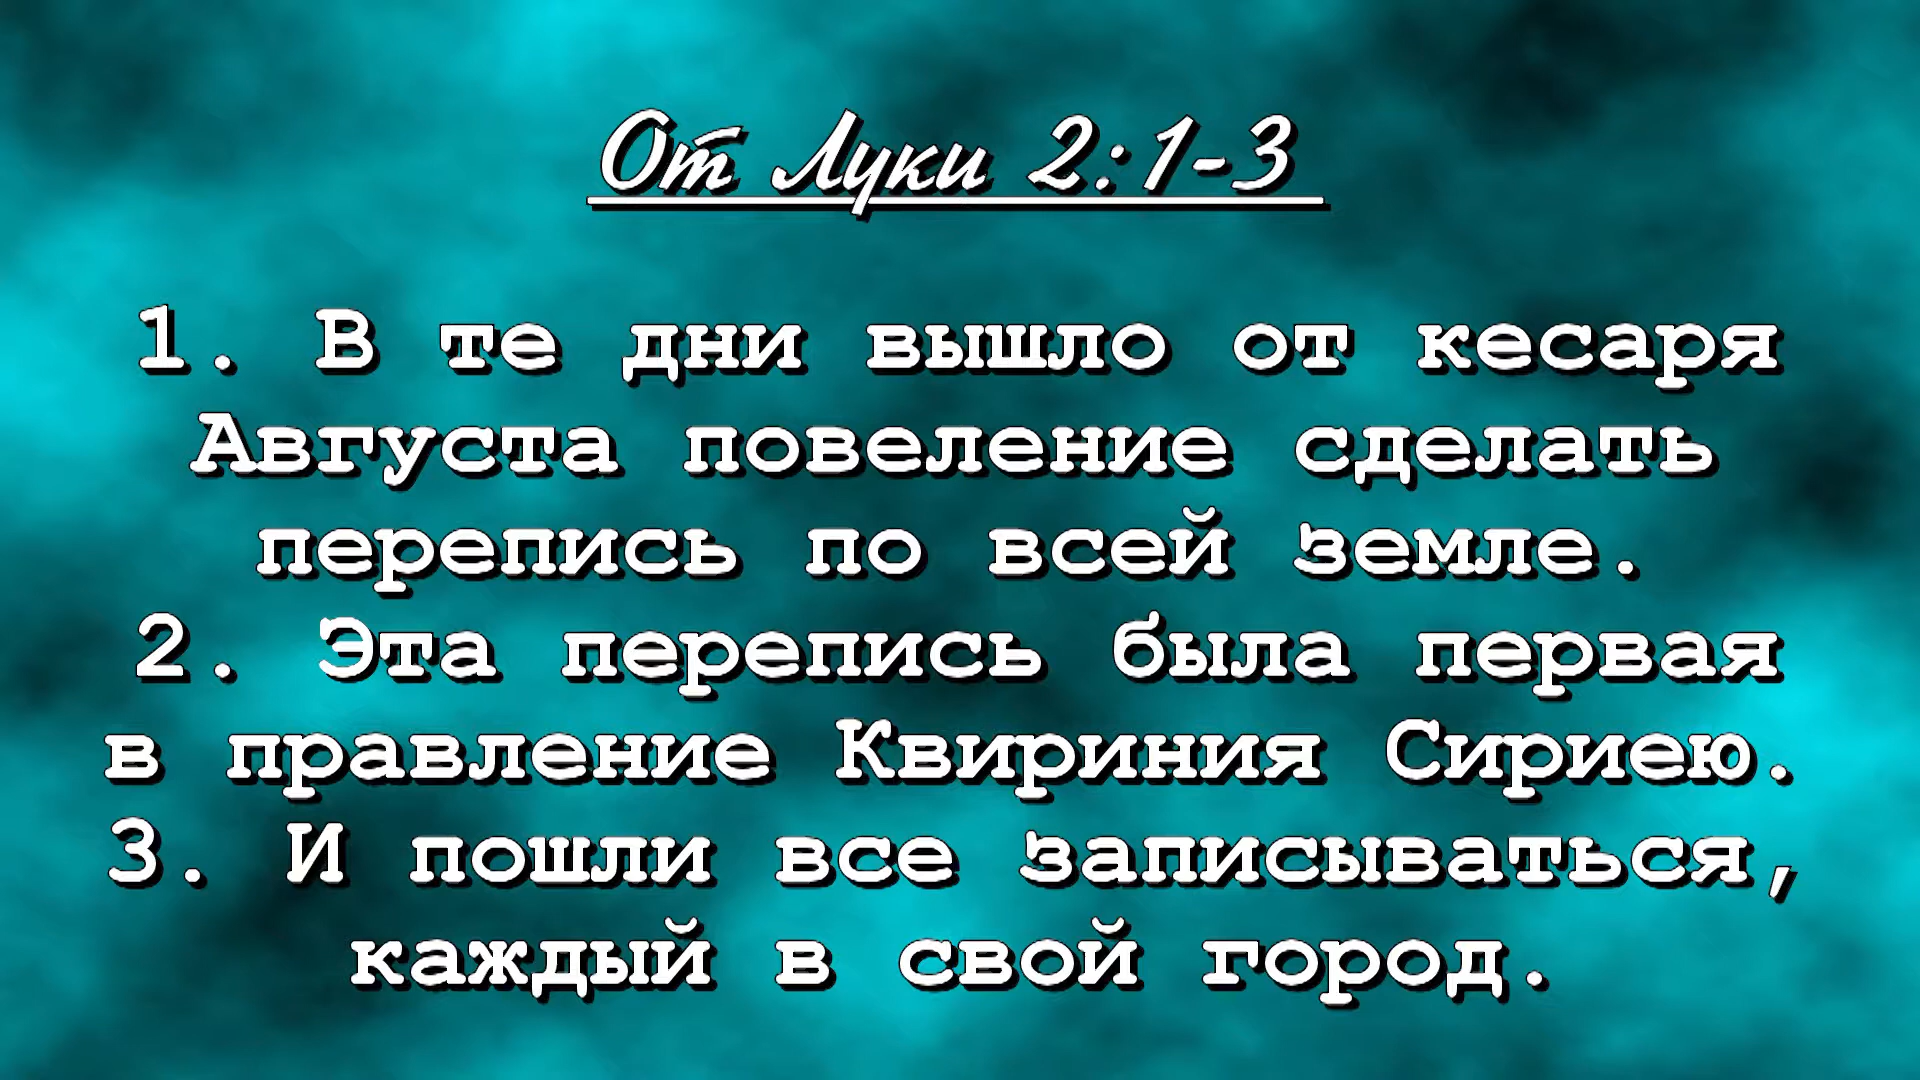 От Луки 2:1-3
1. В те дни вышло от кесаря
Августа повеление сделать
перепись по всей земле.
2. Эта перепись была первая
в правление Квириния Сириею.
3. И пошли все записываться,
каждый в свой город.